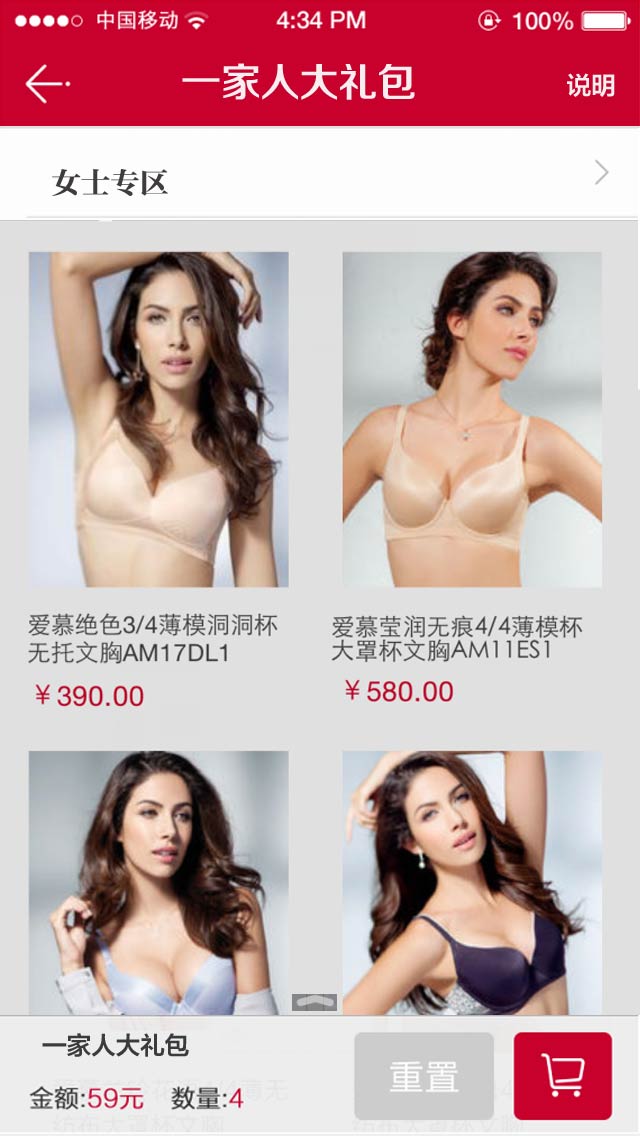 中国移动 4:34 PM 100%
一家人大礼包
说明
女士专区
爱慕绝色3/4薄模洞洞杯
无托文胸AM17DL1
￥390.00
爱慕莹润无痕4/4薄模杯
大罩杯文胸AM11ES1
￥580.00
一家人大礼包
金额:59元 数量:4
重置